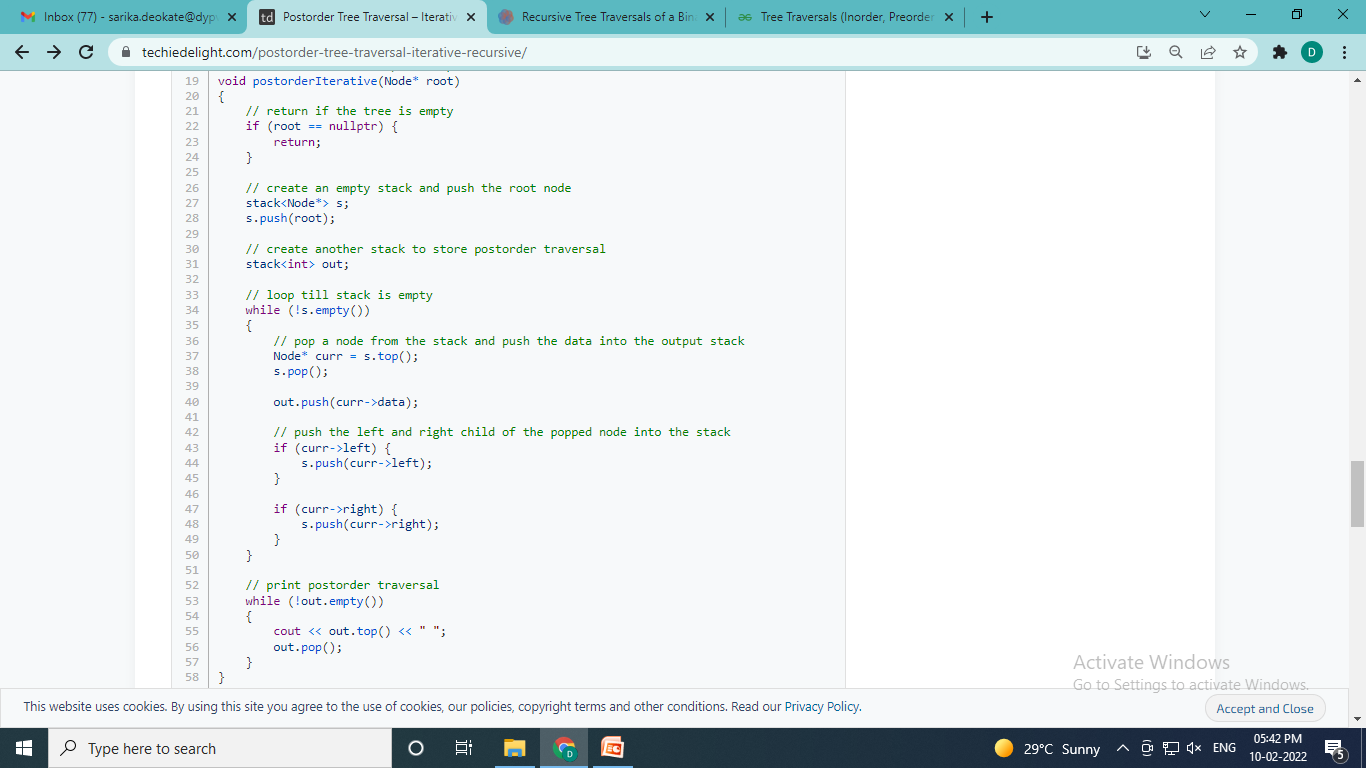 Inbox (77) - sarika.deokate@dyp
td Postorder Tree Traversal – Iterativ
Recursive Tree Traversals of a Bin
Tree Traversals (Inorder, Preorder
techiedelight.com/postorder-tree-traversal-iterative-recursive/
D
19 void postorderIterative(Node* root)
20 {
21 // return if the tree is empty
22 if (root == nullptr) {
23 return;
24 }
25
26 // create an empty stack and push the root node
27 stack<Node*> s;
28 s.push(root);
29
30 // create another stack to store postorder traversal
31 stack<int> out;
32
33 // loop till stack is empty
34 while (!s.empty())
35 {
36 // pop a node from the stack and push the data into the output stack
37 Node* curr = s.top();
38 s.pop();
39
40 out.push(curr->data);
41
42 // push the left and right child of the popped node into the stack
43 if (curr->left) {
44 s.push(curr->left);
45 }
46
47 if (curr->right) {
48 s.push(curr->right);
49 }
50 }
51
52 // print postorder traversal
53 while (!out.empty())
54 {
55 cout << out.top() << " ";
56 out.pop();
57 }
58 }
Activate Windows
Go to Settings to activate Windows.
This website uses cookies. By using this site you agree to the use of cookies, our policies, copyright terms and other conditions. Read our Privacy Policy.
Accept and Close
Type here to search
29°C Sunny
ENG
05:42 PM
10-02-2022
5